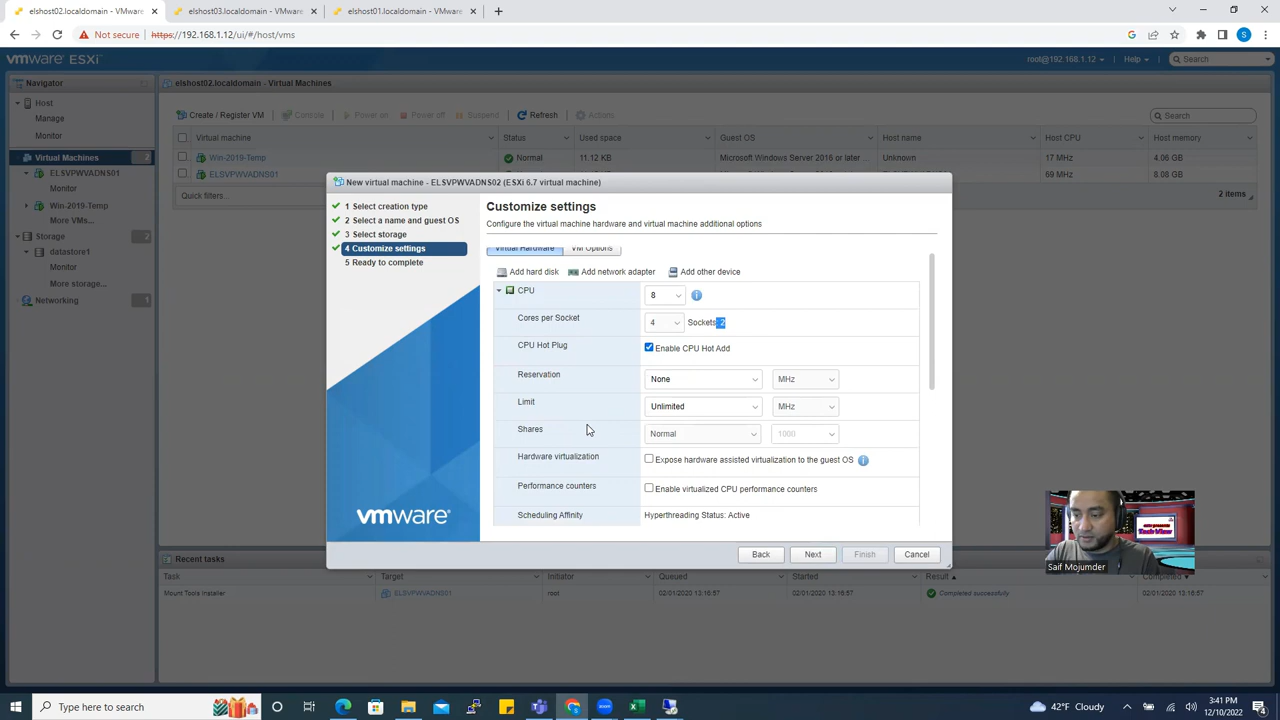 elshost02.localdomain - VMware
elshost03.localdomain - VMware
elshost01.localdomain - VMware
Not secure
https://192.168.1.12/ui/#/host/vms
S
vmware ESXi
root@192.168.1.12
Help
Search
Navigator
elshost02.localdomain - Virtual Machines
Host
Manage
Monitor
Virtual Machines
2
ELSVPWVADNS01
Monitor
Win-2019-Temp
More VMs...
Storage
2
datastore1
Monitor
More storage...
Networking
1
Create / Register VM
Console
Power on
Power off
Suspend
Refresh
Actions
Search
Virtual machine
Status
Used space
Guest OS
Host name
Host CPU
Host memory
Win-2019-Temp
Normal
11.12 KB
Microsoft Windows Server 2016 or later ...
Unknown
17 MHz
4.06 GB
ELSVPWVADNS01
69 MHz
8.08 GB
Quick filters...
2 items
New virtual machine - ELSVPWVADNS02 (ESXi 6.7 virtual machine)
1 Select creation type
2 Select a name and guest OS
3 Select storage
4 Customize settings
5 Ready to complete
vmware
Customize settings
Configure the virtual machine hardware and virtual machine additional options
Virtual Hardware
VM Options
Add hard disk
Add network adapter
Add other device
CPU
8
Cores per Socket
4
Sockets: 2
CPU Hot Plug
Enable CPU Hot Add
Reservation
None
MHz
Limit
Unlimited
MHz
Shares
Normal
1000
Hardware virtualization
Expose hardware assisted virtualization to the guest OS
Performance counters
Enable virtualized CPU performance counters
Scheduling Affinity
Hyperthreading Status: Active
Back
Next
Finish
Cancel
Tech View
Saif Mojumder
Recent tasks
Task
Target
Initiator
Queued
Started
Result
Completed
Mount Tools Installer
ELSVPWVADNS01
root
02/01/2020 13:16:57
02/01/2020 13:16:57
Completed successfully
02/01/2020 13:16:57
Type here to search
42°F Cloudy
3:41 PM
12/10/2022